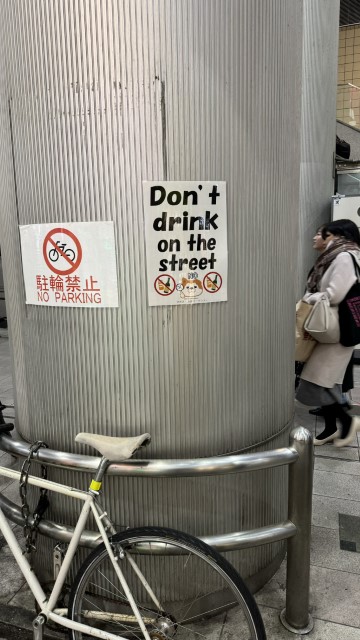 駐輪禁止
NO PARKING
Don't
drink
on the
street